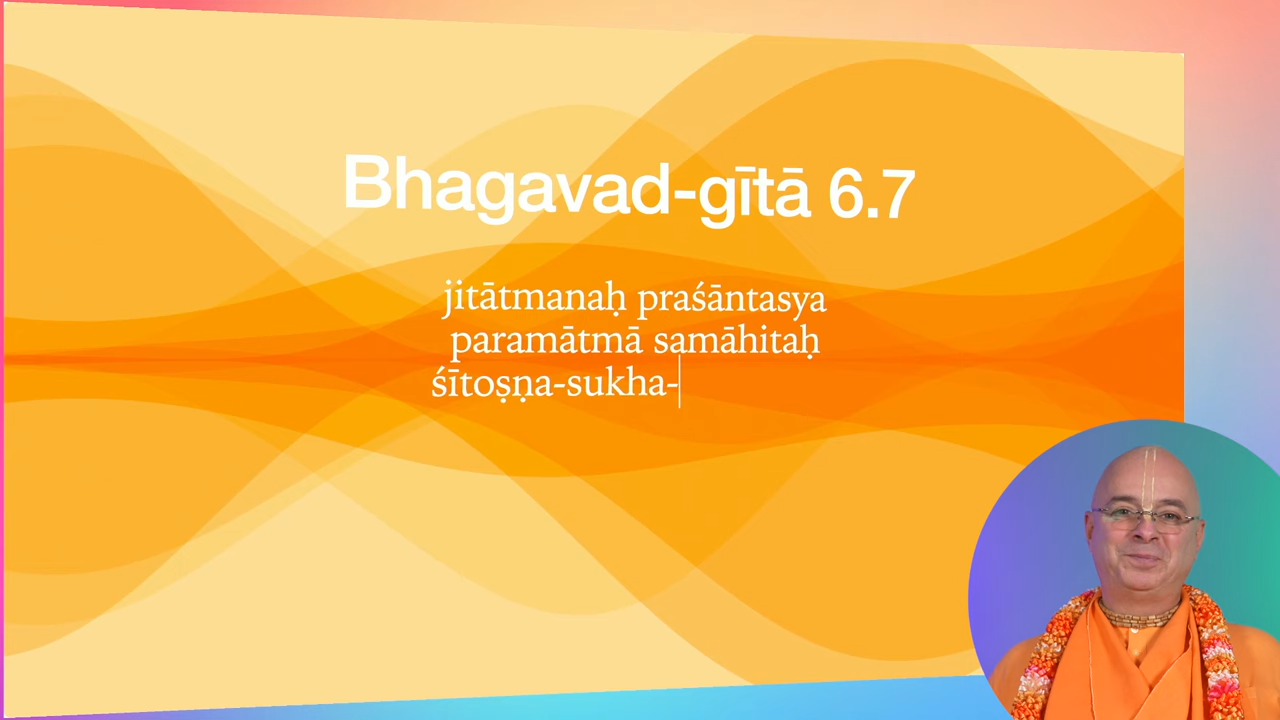 Bhagavad-gītā 6.7
jitātmanaḥ praśāntasya
paramātmā samāhitaḥ
śītoṣṇa-sukha-